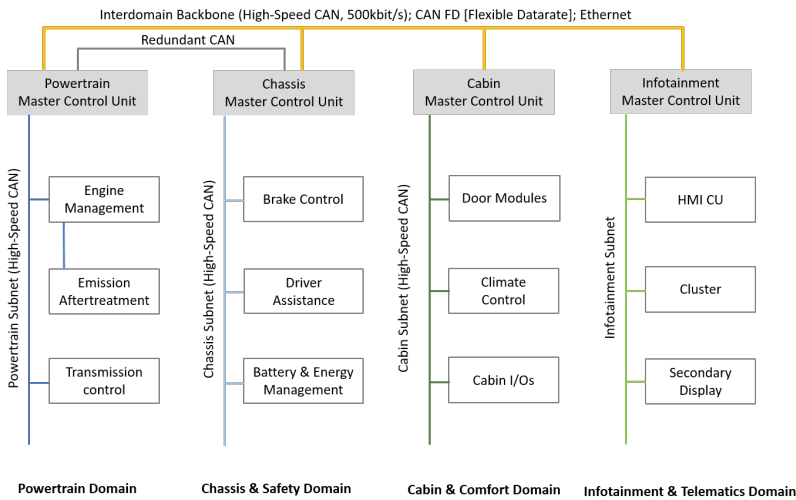 Interdomain Backbone (High-Speed CAN, 500kbit/s); CAN FD [Flexible Datarate]; Ethernet
Redundant CAN
Powertrain
Master Control Unit
Chassis
Master Control Unit
Cabin
Master Control Unit
Infotainment
Master Control Unit
Powertrain Subnet (High-Speed CAN)
Engine
Management
Emission
Aftertreatment
Transmission
control
Chassis Subnet (High-Speed CAN)
Brake Control
Driver
Assistance
Battery & Energy
Management
Cabin Subnet (High-Speed CAN)
Door Modules
Climate
Control
Cabin I/Os
Infotainment Subnet
HMI CU
Cluster
Secondary
Display
Powertrain Domain
Chassis & Safety Domain
Cabin & Comfort Domain
Infotainment & Telematics Domain